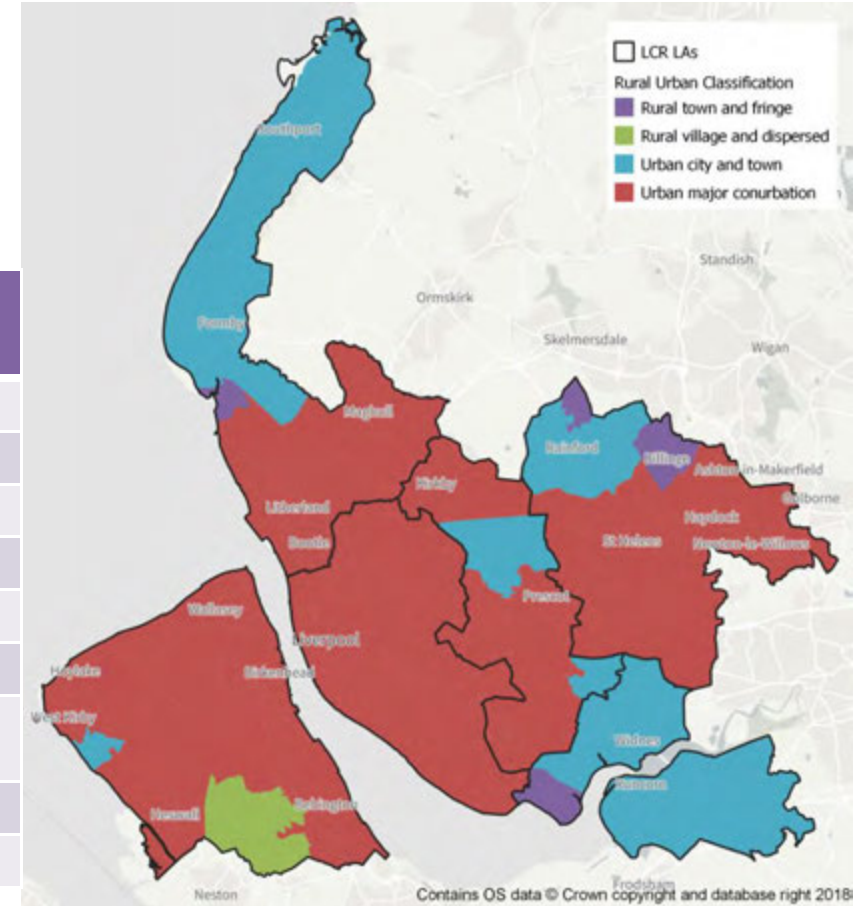 LCR LAs
Rural Urban Classification
Rural town and fringe
Rural village and dispersed
Urban city and town
Urban major conurbation
Southport
Standish
Ormskirk
Formby
Skelmersdale
Wigan
Maghull
Rainford
Billinge
Ashton-in-Makerfield
Kirkby
Golborne
Litherland
Haydock
Bootle
St Helens
Newton-le-Willows
Prescot
Wallasey
Liverpool
Hoylake
Birkenhead
West Kirby
Widnes
Runcorn
Bebington
Heswall
Frodsham
Neston
Contains OS data © Crown copyright and database right 2018